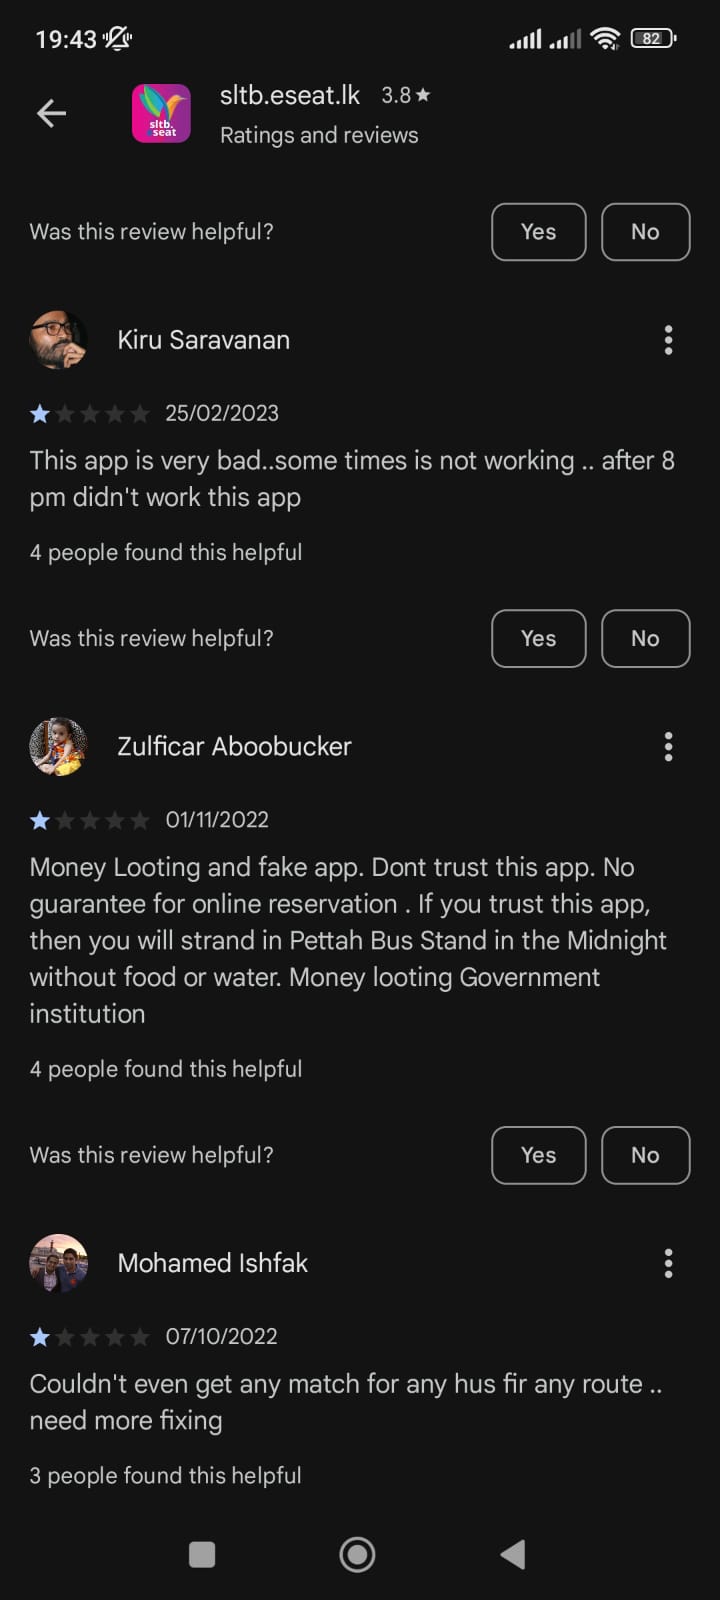 19:43
82
sltb.eseat.lk 3.8★
sltb.
eseat
Ratings and reviews
Was this review helpful?
Yes
No
Kiru Saravanan
25/02/2023
This app is very bad..some times is not working .. after 8
pm didn't work this app
4 people found this helpful
Was this review helpful?
Yes
No
Zulficar Aboobucker
01/11/2022
Money Looting and fake app. Dont trust this app. No
guarantee for online reservation . If you trust this app,
then you will strand in Pettah Bus Stand in the Midnight
without food or water. Money looting Government
institution
4 people found this helpful
Was this review helpful?
Yes
No
Mohamed Ishfak
07/10/2022
Couldn't even get any match for any hus fir any route ..
need more fixing
3 people found this helpful